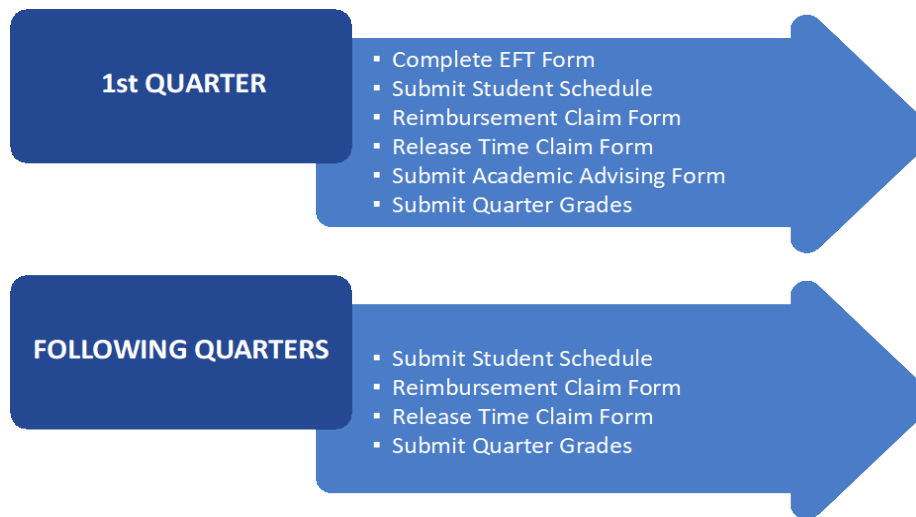 1st QUARTER
▪ Complete EFT Form
▪ Submit Student Schedule
▪ Reimbursement Claim Form
▪ Release Time Claim Form
▪ Submit Academic Advising Form
▪ Submit Quarter Grades
FOLLOWING QUARTERS
▪ Submit Student Schedule
▪ Reimbursement Claim Form
▪ Release Time Claim Form
▪ Submit Quarter Grades